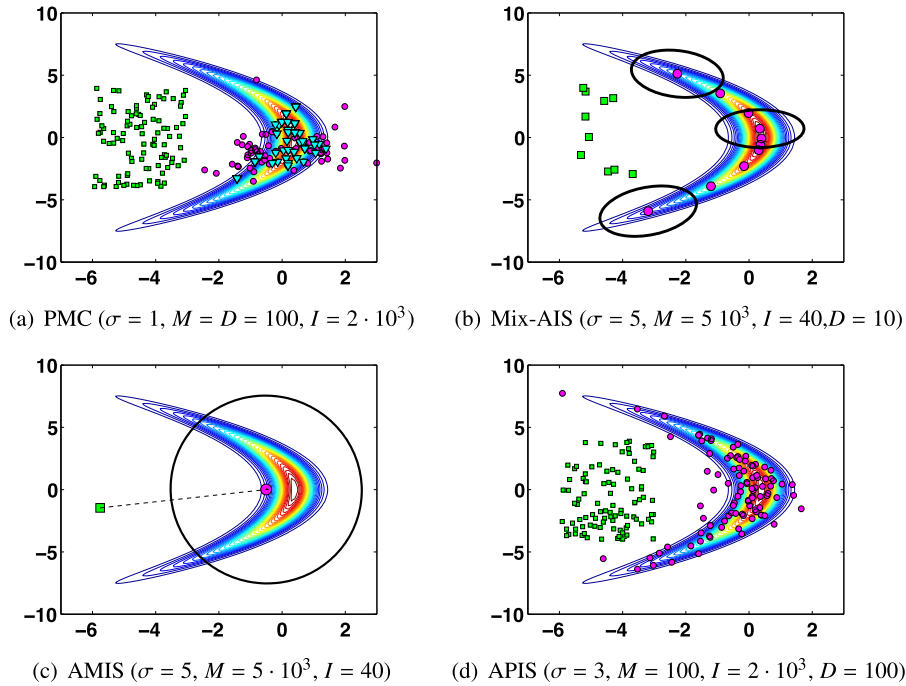 10
5
0
−5
−10
−6 −4 −2 0 2
(a) PMC (σ = 1, M = D = 100, I = 2 · 10³)
10
5
0
−5
−10
−6 −4 −2 0 2
(b) Mix-AIS (σ = 5, M = 5 10³, I = 40,D = 10)
10
5
0
−5
−10
−6 −4 −2 0 2
(c) AMIS (σ = 5, M = 5 · 10³, I = 40)
10
5
0
−5
−10
−6 −4 −2 0 2
(d) APIS (σ = 3, M = 100, I = 2 · 10³, D = 100)